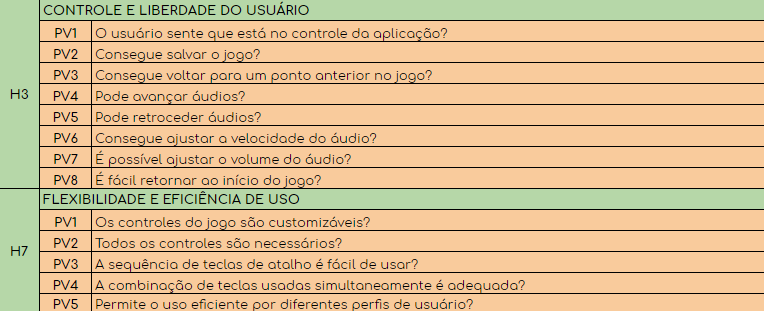 CONTROLE E LIBERDADE DO USUÁRIO
PV1 O usuário sente que está no controle da aplicação?
PV2 Consegue salvar o jogo?
PV3 Consegue voltar para um ponto anterior no jogo?
H3 PV4 Pode avançar áudios?
PV5 Pode retroceder áudios?
PV6 Consegue ajustar a velocidade do áudio?
PV7 É possível ajustar o volume do áudio?
PV8 É fácil retornar ao início do jogo?
FLEXIBILIDADE E EFICIÊNCIA DE USO
PV1 Os controles do jogo são customizáveis?
PV2 Todos os controles são necessários?
H7 PV3 A sequência de teclas de atalho é fácil de usar?
PV4 A combinação de teclas usadas simultaneamente é adequada?
PV5 Permite o uso eficiente por diferentes perfis de usuário?